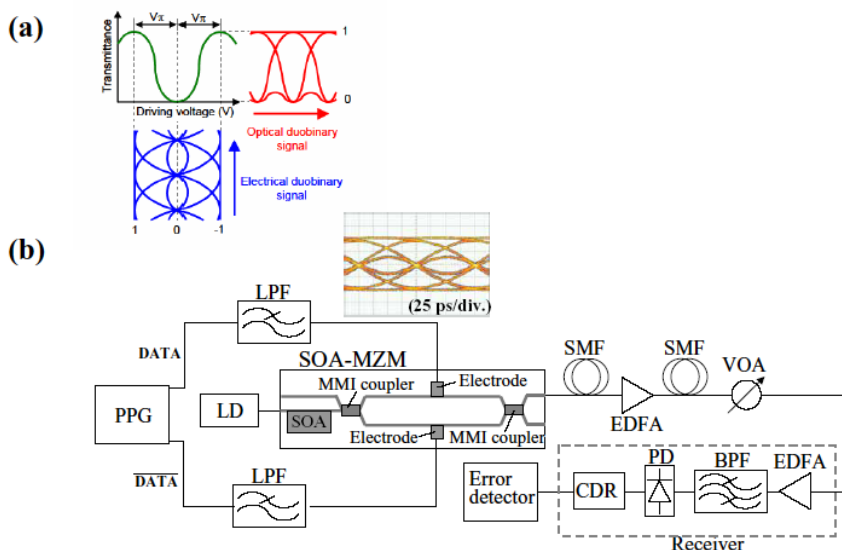 (a)
Vπ Vπ
Transmittance
1
0
Driving voltage (V)
Optical duobinary
signal
Electrical duobinary
signal
1 0 -1
(b)
(25 ps/div.)
LPF
DATA
SOA-MZM
MMI coupler
Electrode
SMF
SMF
VOA
PPG
LD
SOA
Electrode
MMI coupler
EDFA
DATA
LPF
Error
detector
CDR
PD
BPF
EDFA
Receiver